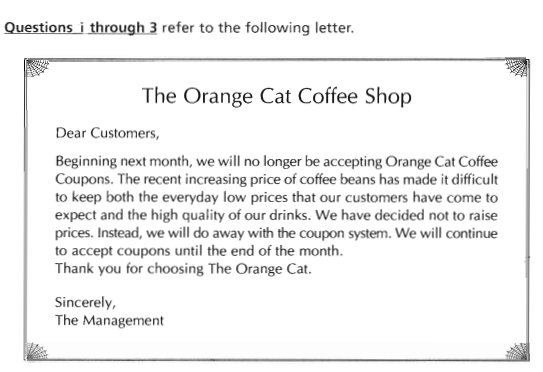 Questions i through 3 refer to the following letter.
The Orange Cat Coffee Shop
Dear Customers,
Beginning next month, we will no longer be accepting Orange Cat Coffee
Coupons. The recent increasing price of coffee beans has made it difficult
to keep both the everyday low prices that our customers have come to
expect and the high quality of our drinks. We have decided not to raise
prices. Instead, we will do away with the coupon system. We will continue
to accept coupons until the end of the month.
Thank you for choosing The Orange Cat.
Sincerely,
The Management